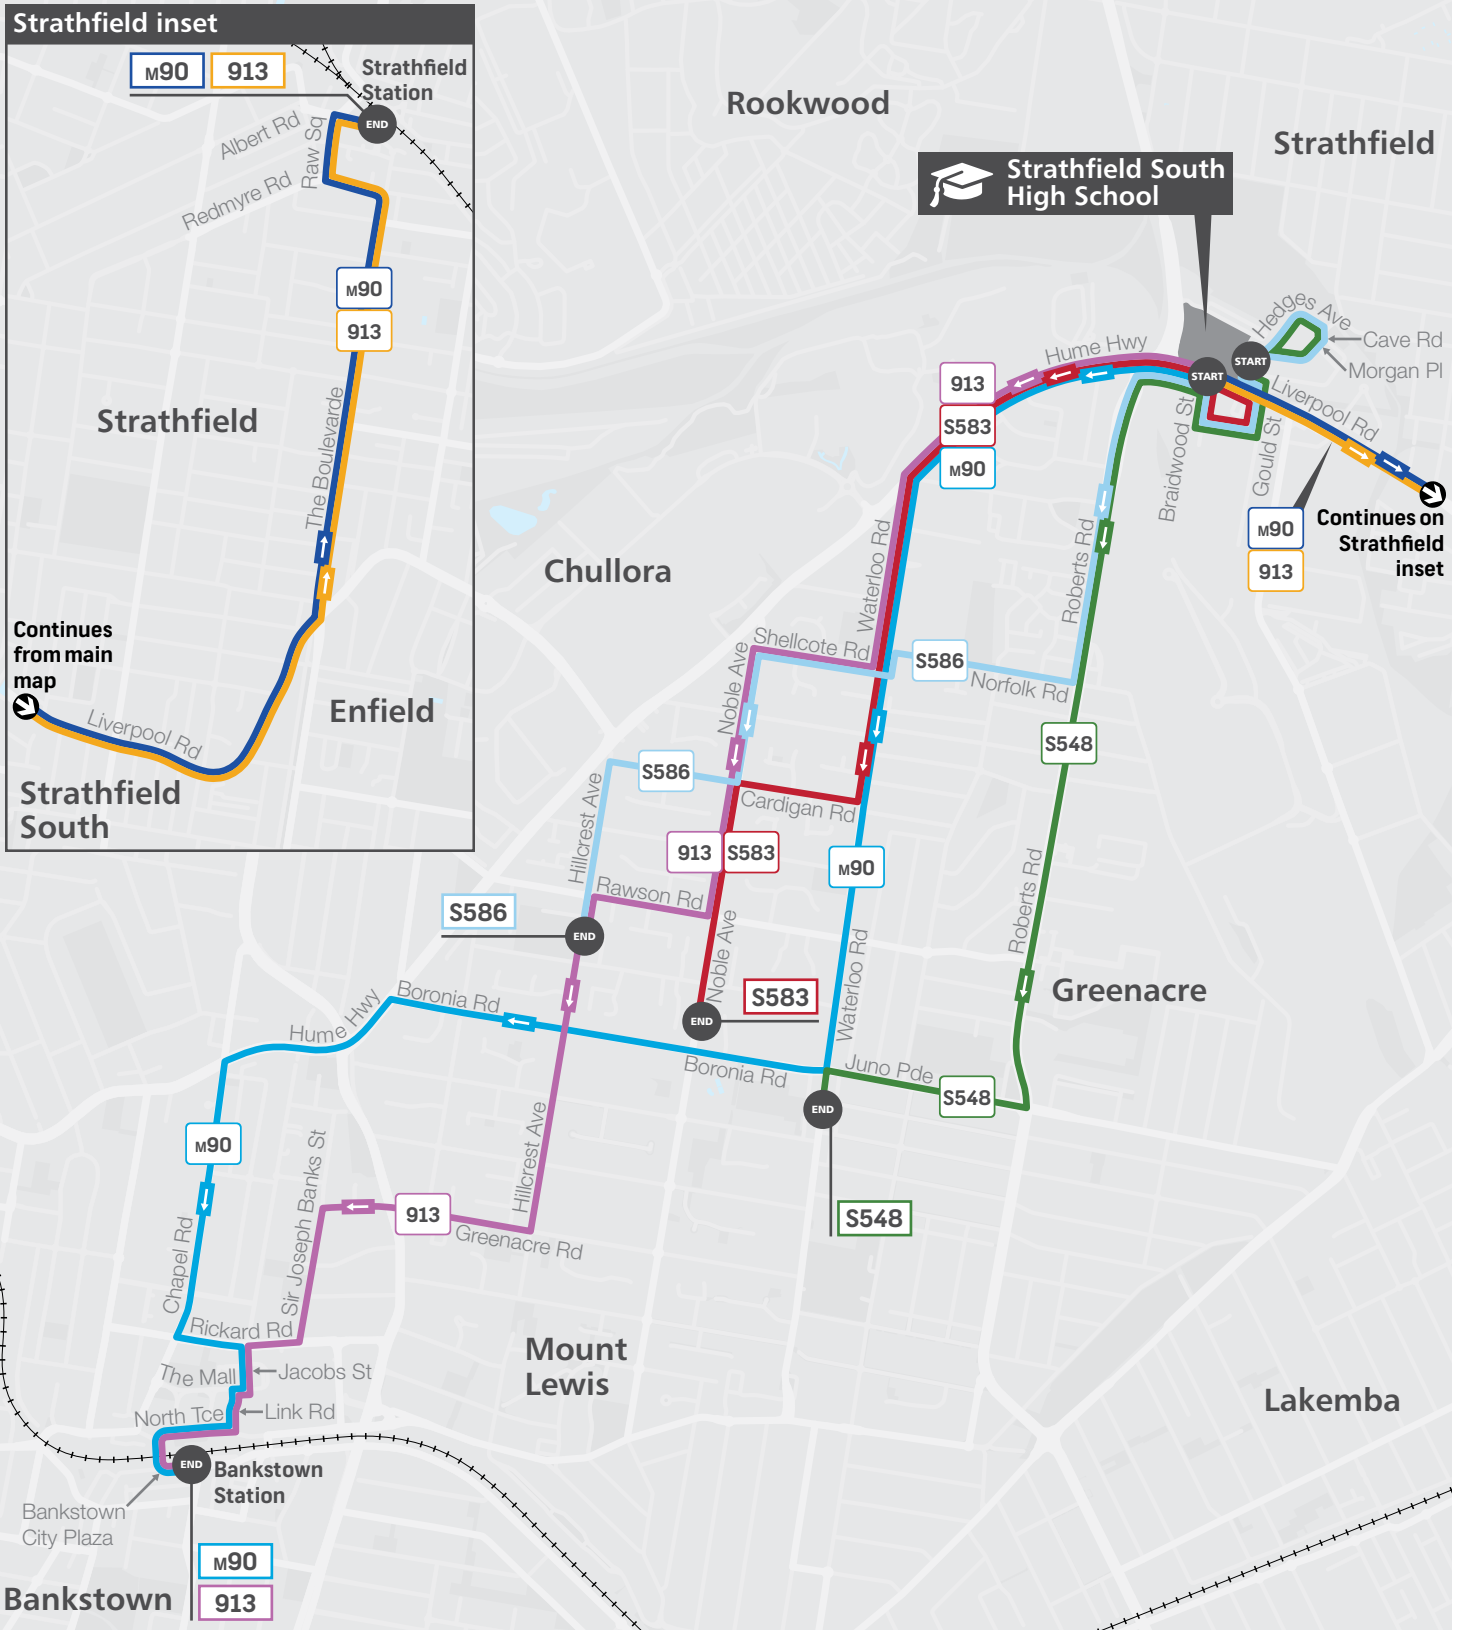 Strathfield inset
M90
913
Strathfield
Station
END
Albert Rd
Raw Sq
Redmyre Rd
M90
913
Strathfield
The Boulevarde
Continues
from main
map
Liverpool Rd
Enfield
Strathfield
South
Rookwood
Strathfield
Strathfield South
High School
Hedges Ave
Cave Rd
Morgan Pl
START
START
Hume Hwy
Liverpool Rd
Braidwood St
Gould St
913
S583
M90
M90
913
Continues on
Strathfield
inset
Chullora
Waterloo Rd
Roberts Rd
Shellcote Rd
Noble Ave
S586
Norfolk Rd
S548
S586
Cardigan Rd
Hillcrest Ave
913
S583
M90
Rawson Rd
S586
END
Noble Ave
Roberts Rd
Waterloo Rd
S583
END
Greenacre
Boronia Rd
Hume Hwy
Boronia Rd
Juno Pde
S548
END
M90
Hillcrest Ave
Sir Joseph Banks St
913
Greenacre Rd
S548
Chapel Rd
Rickard Rd
The Mall
Jacobs St
North Tce
Link Rd
Mount
Lewis
Lakemba
END
Bankstown
Station
Bankstown
City Plaza
M90
913
Bankstown